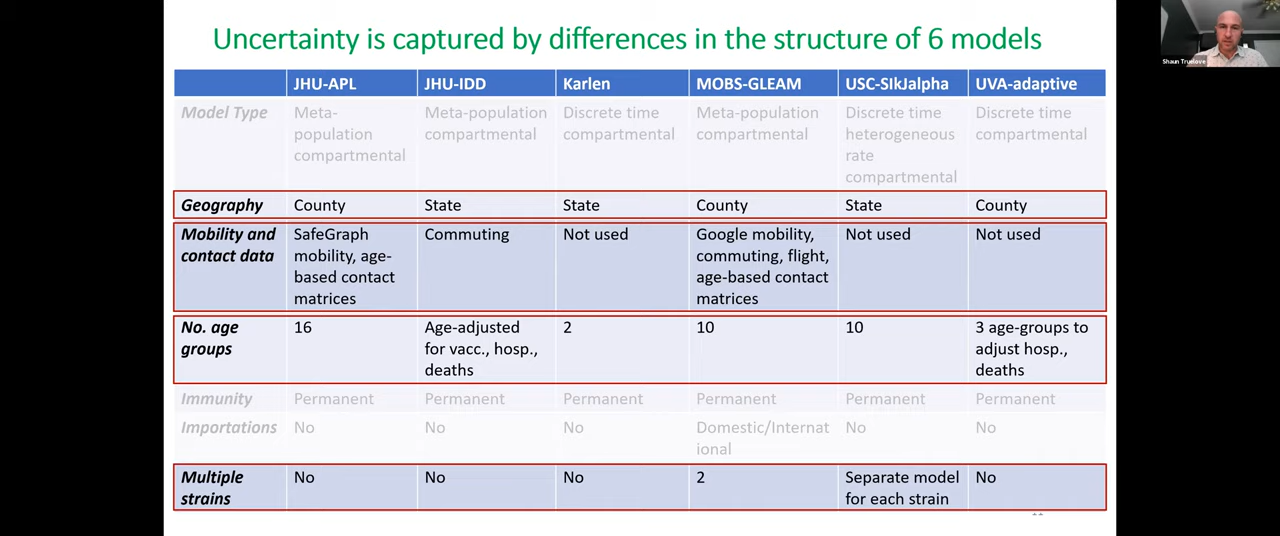 Uncertainty is captured by differences in the structure of 6 models
Shaun Truelove
JHU-APL JHU-IDD Karlen MOBS-GLEAM USC-SIkJalpha UVA-adaptive
Model Type Meta- Meta-population Discrete time Meta-population Discrete time Discrete time
population compartmental compartmental compartmental heterogeneous compartmental
compartmental rate
compartmental
Geography County State State County State County
Mobility and SafeGraph Commuting Not used Google mobility, Not used Not used
contact data mobility, age- commuting, flight,
based contact age-based contact
matrices matrices
No. age 16 Age-adjusted 2 10 10 3 age-groups to
groups for vacc., hosp., adjust hosp.,
deaths deaths
Immunity Permanent Permanent Permanent Permanent Permanent Permanent
Importations No No No Domestic/Internat No No
ional
Multiple No No No 2 Separate model No
strains for each strain